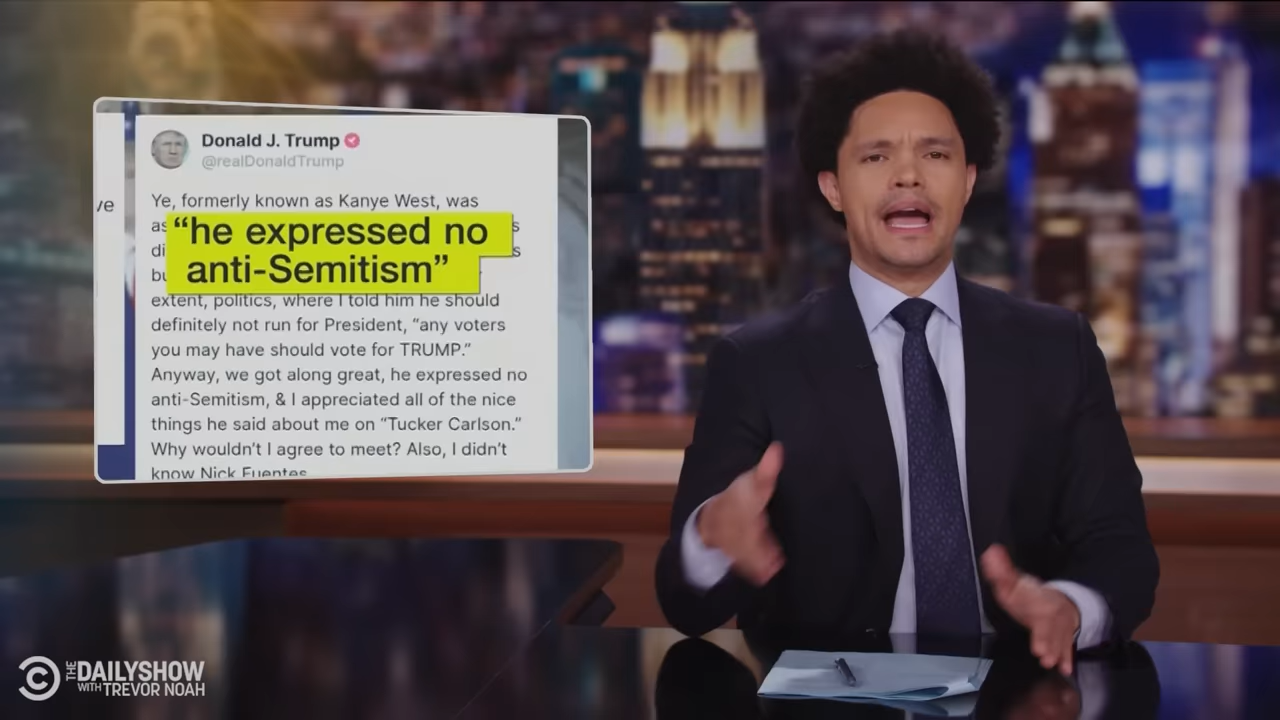 Donald J. Trump
@realDonaldTrump
Ye, formerly known as Kanye West, was
“he expressed no
anti-Semitism”
extent, politics, where I told him he should
definitely not run for President, “any voters
you may have should vote for TRUMP.”
Anyway, we got along great, he expressed no
anti-Semitism, & I appreciated all of the nice
things he said about me on “Tucker Carlson.”
Why wouldn’t I agree to meet? Also, I didn’t
know Nick Fuentes
THE DAILYSHOW
WITH TREVOR NOAH